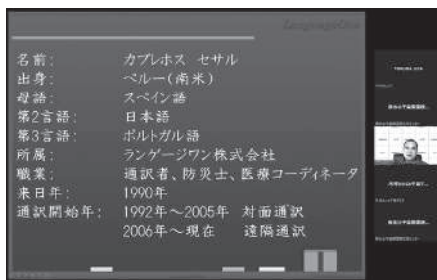 LanguageOne
名前: カブレホス セサル
出身: ペルー(南米)
母語: スペイン語
第2言語: 日本語
第3言語: ポルトガル語
所属: ランゲージワン株式会社
職業: 通訳者、防災士、医療コーディネータ
来日年: 1990年
通訳開始年: 1992年～2005年 対面通訳
2006年～現在 遠隔通訳